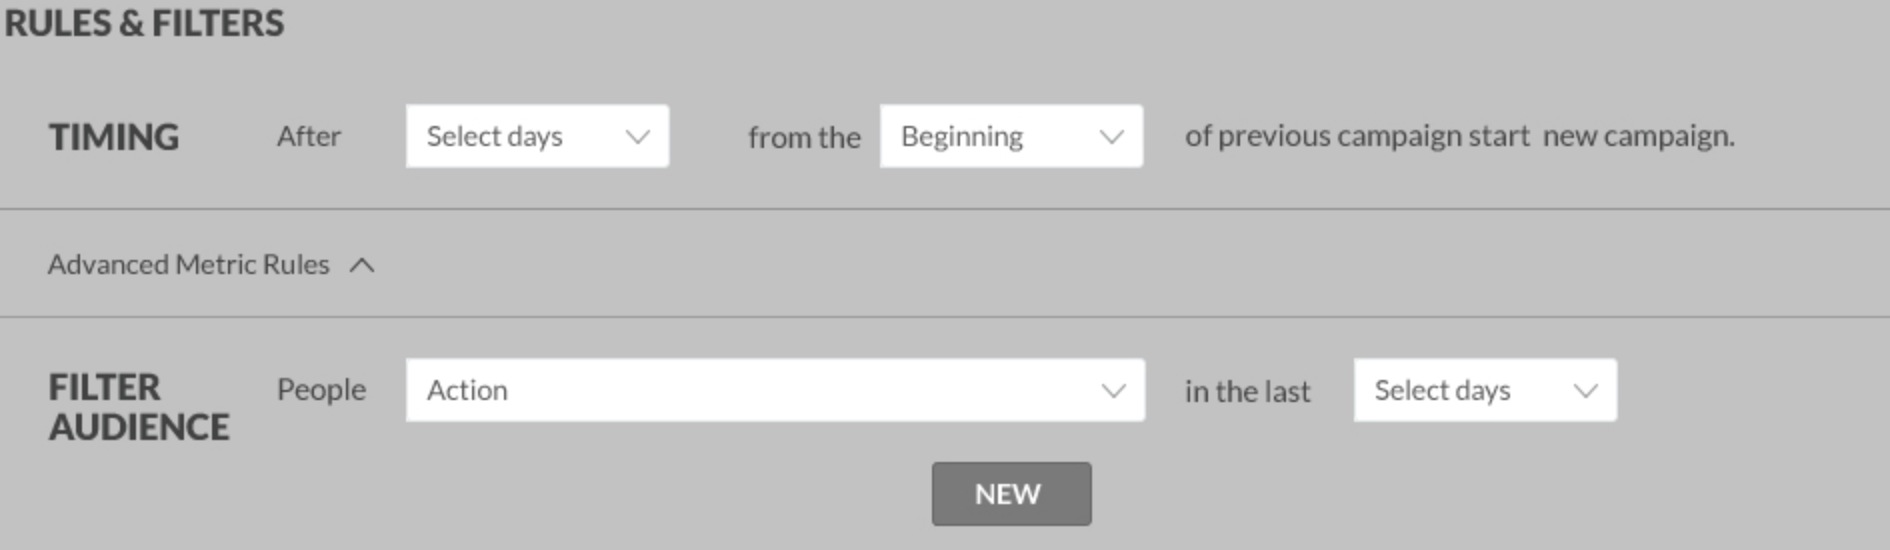 RULES & FILTERS
TIMING After Select days from the Beginning of previous campaign start new campaign.
Advanced Metric Rules
FILTER AUDIENCE People Action in the last Select days
NEW